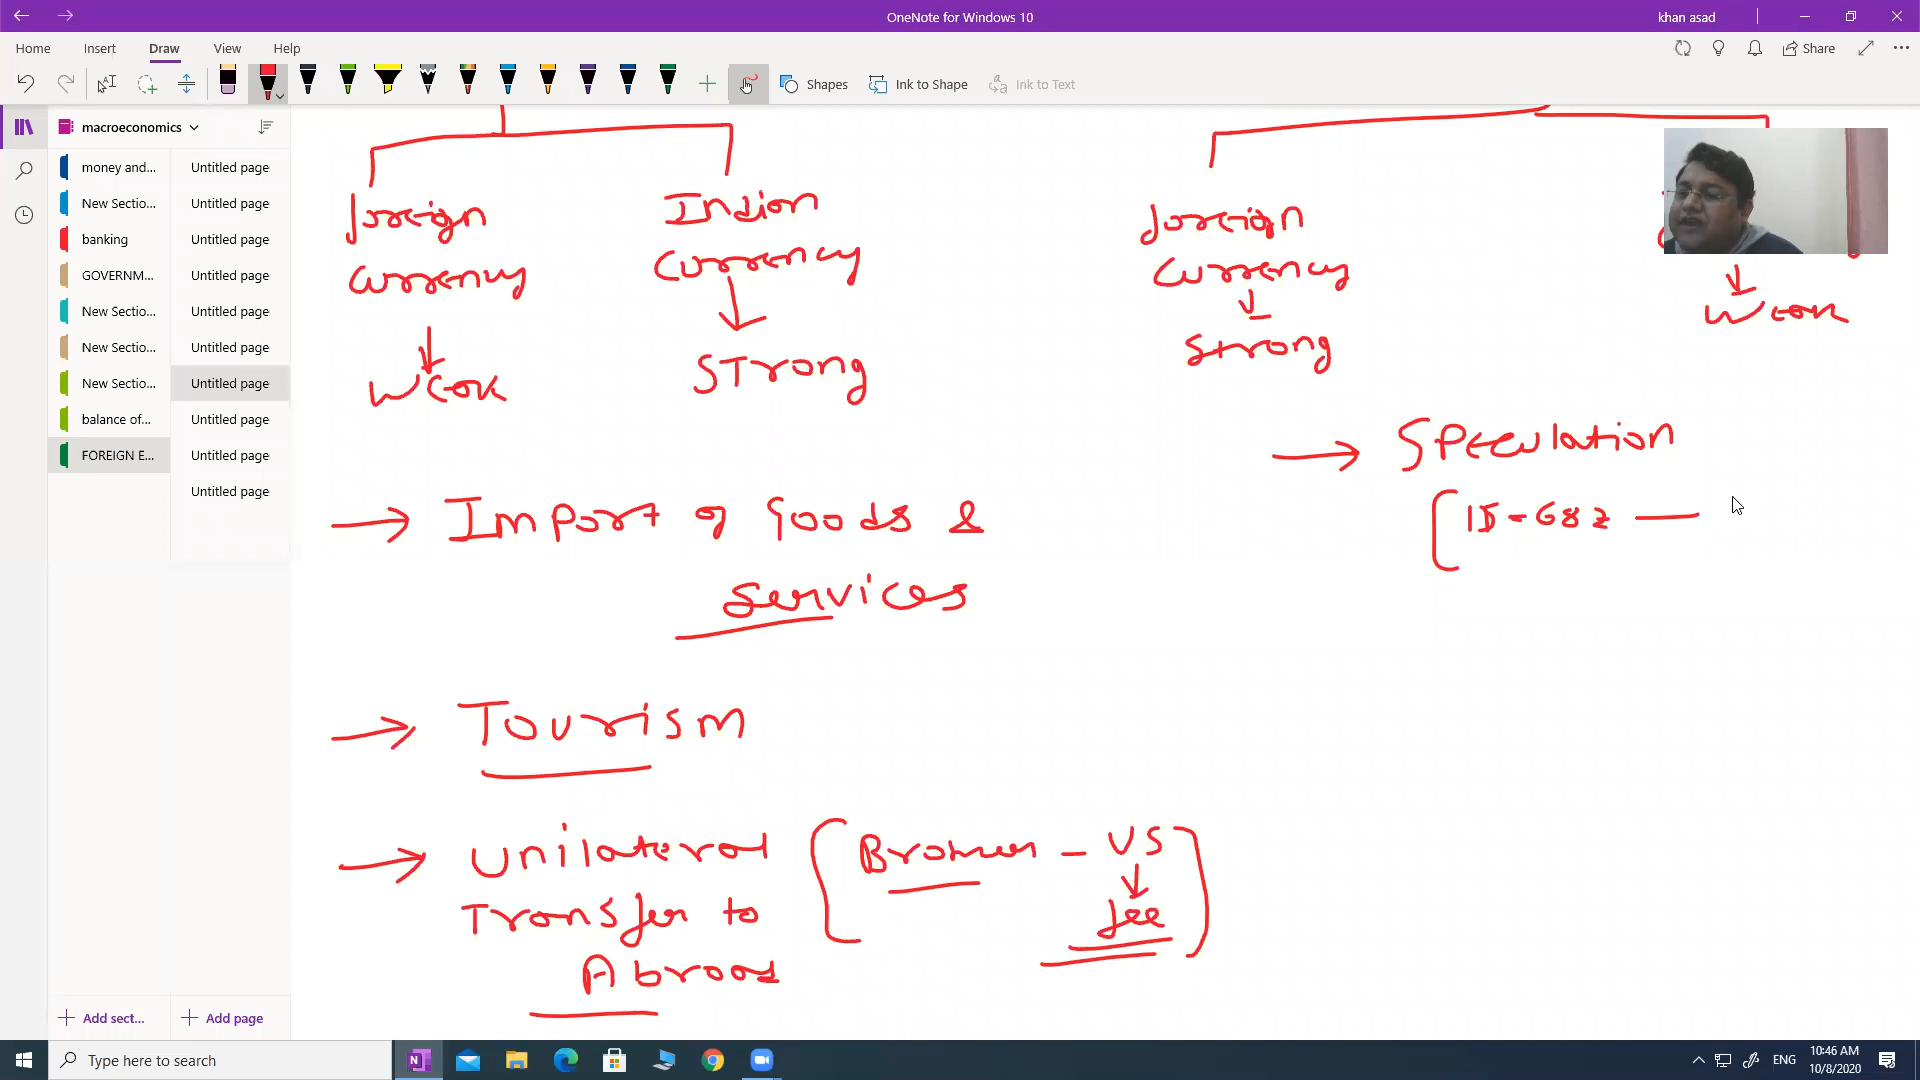 OneNote for Windows 10
khan asad
Home Insert Draw View Help
Share
Shapes Ink to Shape Ink to Text
macroeconomics
money and...
New Sectio...
banking
GOVERNM...
New Sectio...
New Sectio...
New Sectio...
balance of...
FOREIGN E...
Untitled page
Untitled page
Untitled page
Untitled page
Untitled page
Untitled page
Untitled page
Untitled page
Untitled page
Untitled page
Add sect...
Add page
foreign
currency
weak
Indian
Currency
STrong
foreign
Currency
Strong
weak
→ Import of Goods &
Services
→ Tourism
→ Unilateral
Transfer to
Abroad
(Brother - US
fee)
→ Speculation
Type here to search
ENG
10:46 AM
10/8/2020